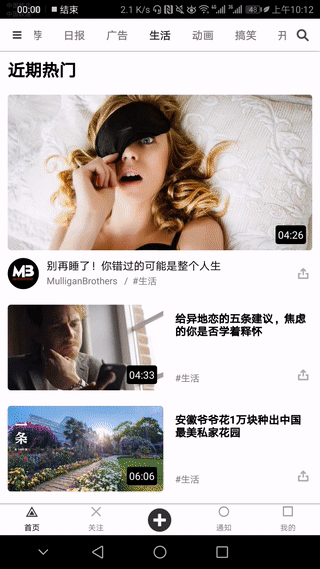 00:00 结束 2.1 K/s 48 上午10:12
荐 日报 广告 生活 动画 搞笑 开
近期热门
04:26
MB
别再睡了！你错过的可能是整个人生
MulliganBrothers / #生活
给异地恋的五条建议，焦虑
的你是否学着释怀
04:33
#生活
一条
安徽爷爷花1万块种出中国
最美私家花园
06:06
#生活
首页 关注 通知 我的